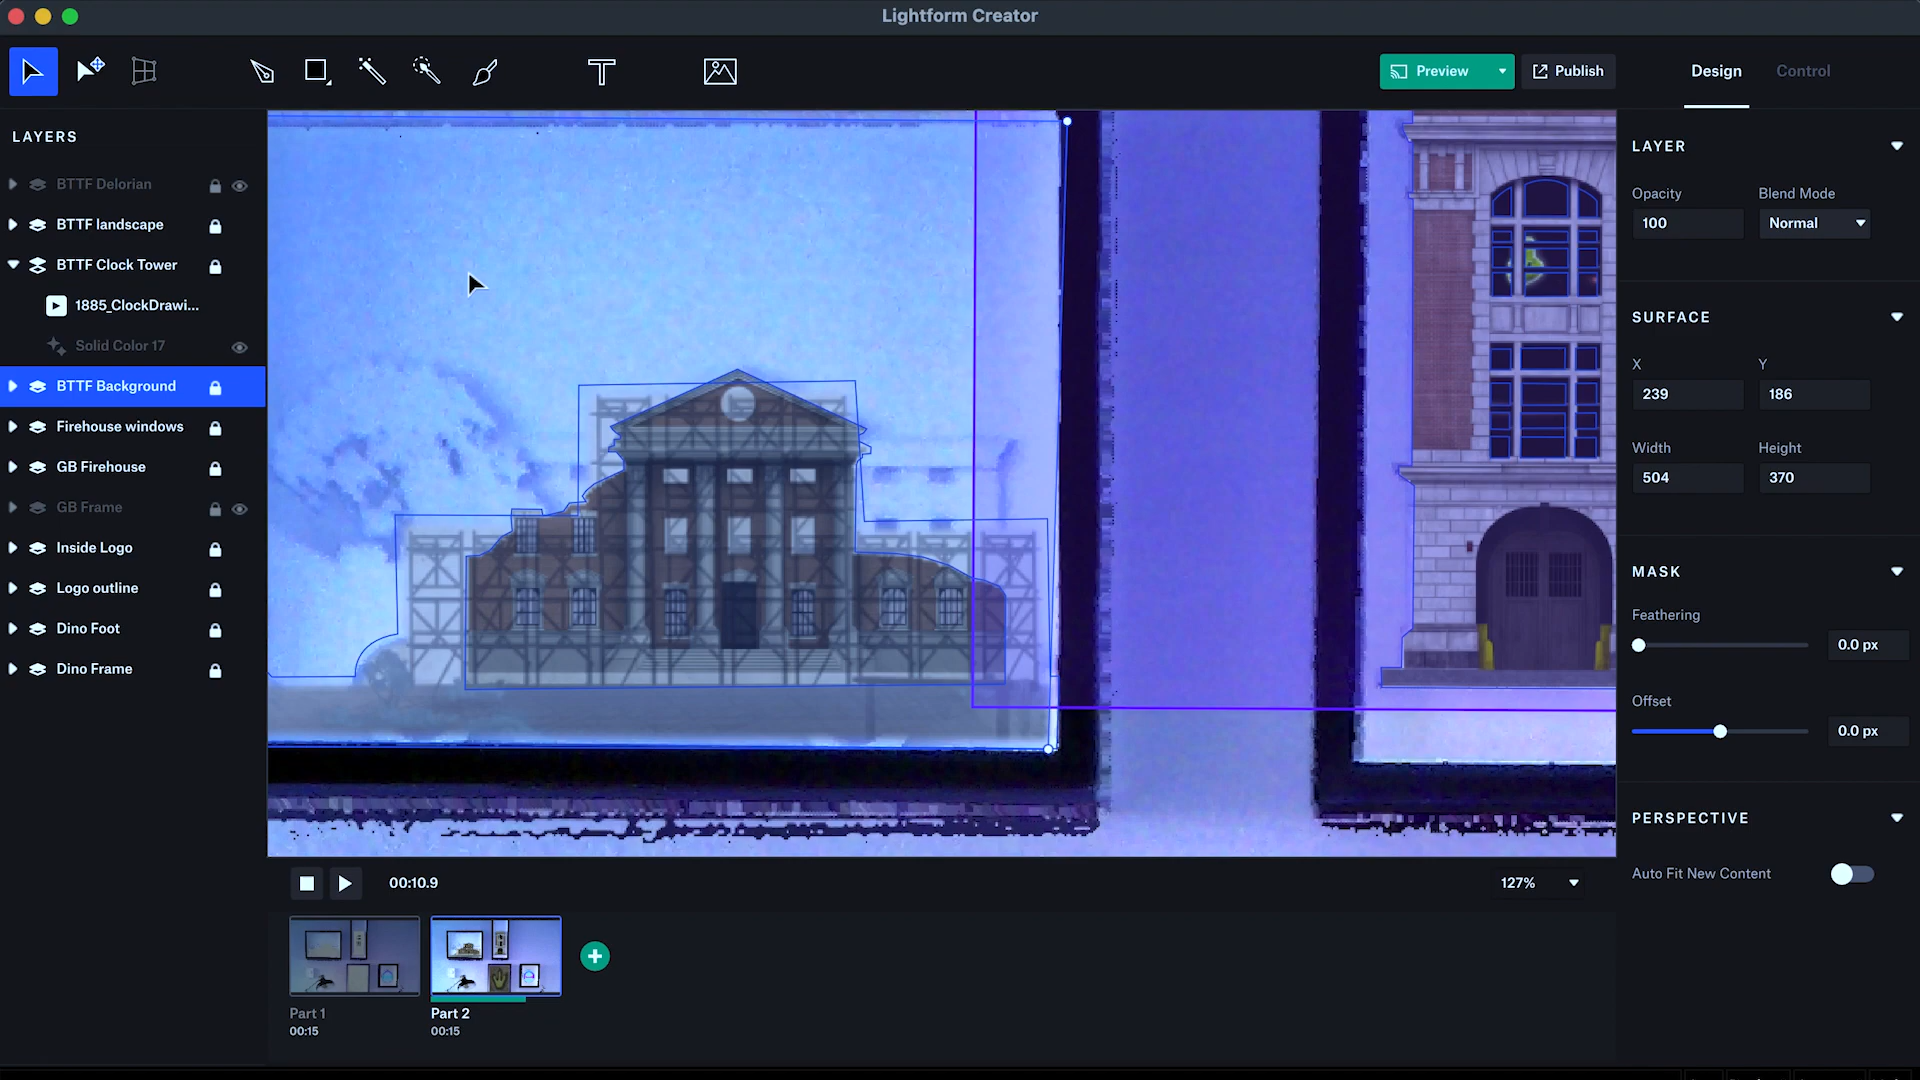 Lightform Creator
Preview
Publish
Design
Control
LAYERS
BTTF Delorian
BTTF landscape
BTTF Clock Tower
1885_ClockDrawi...
Solid Color 17
BTTF Background
Firehouse windows
GB Firehouse
GB Frame
Inside Logo
Logo outline
Dino Foot
Dino Frame
LAYER
Opacity
Blend Mode
100
Normal
SURFACE
X
Y
239
186
Width
Height
504
370
MASK
Feathering
0.0 px
Offset
0.0 px
PERSPECTIVE
Auto Fit New Content
00:10.9
127%
Part 1
00:15
Part 2
00:15